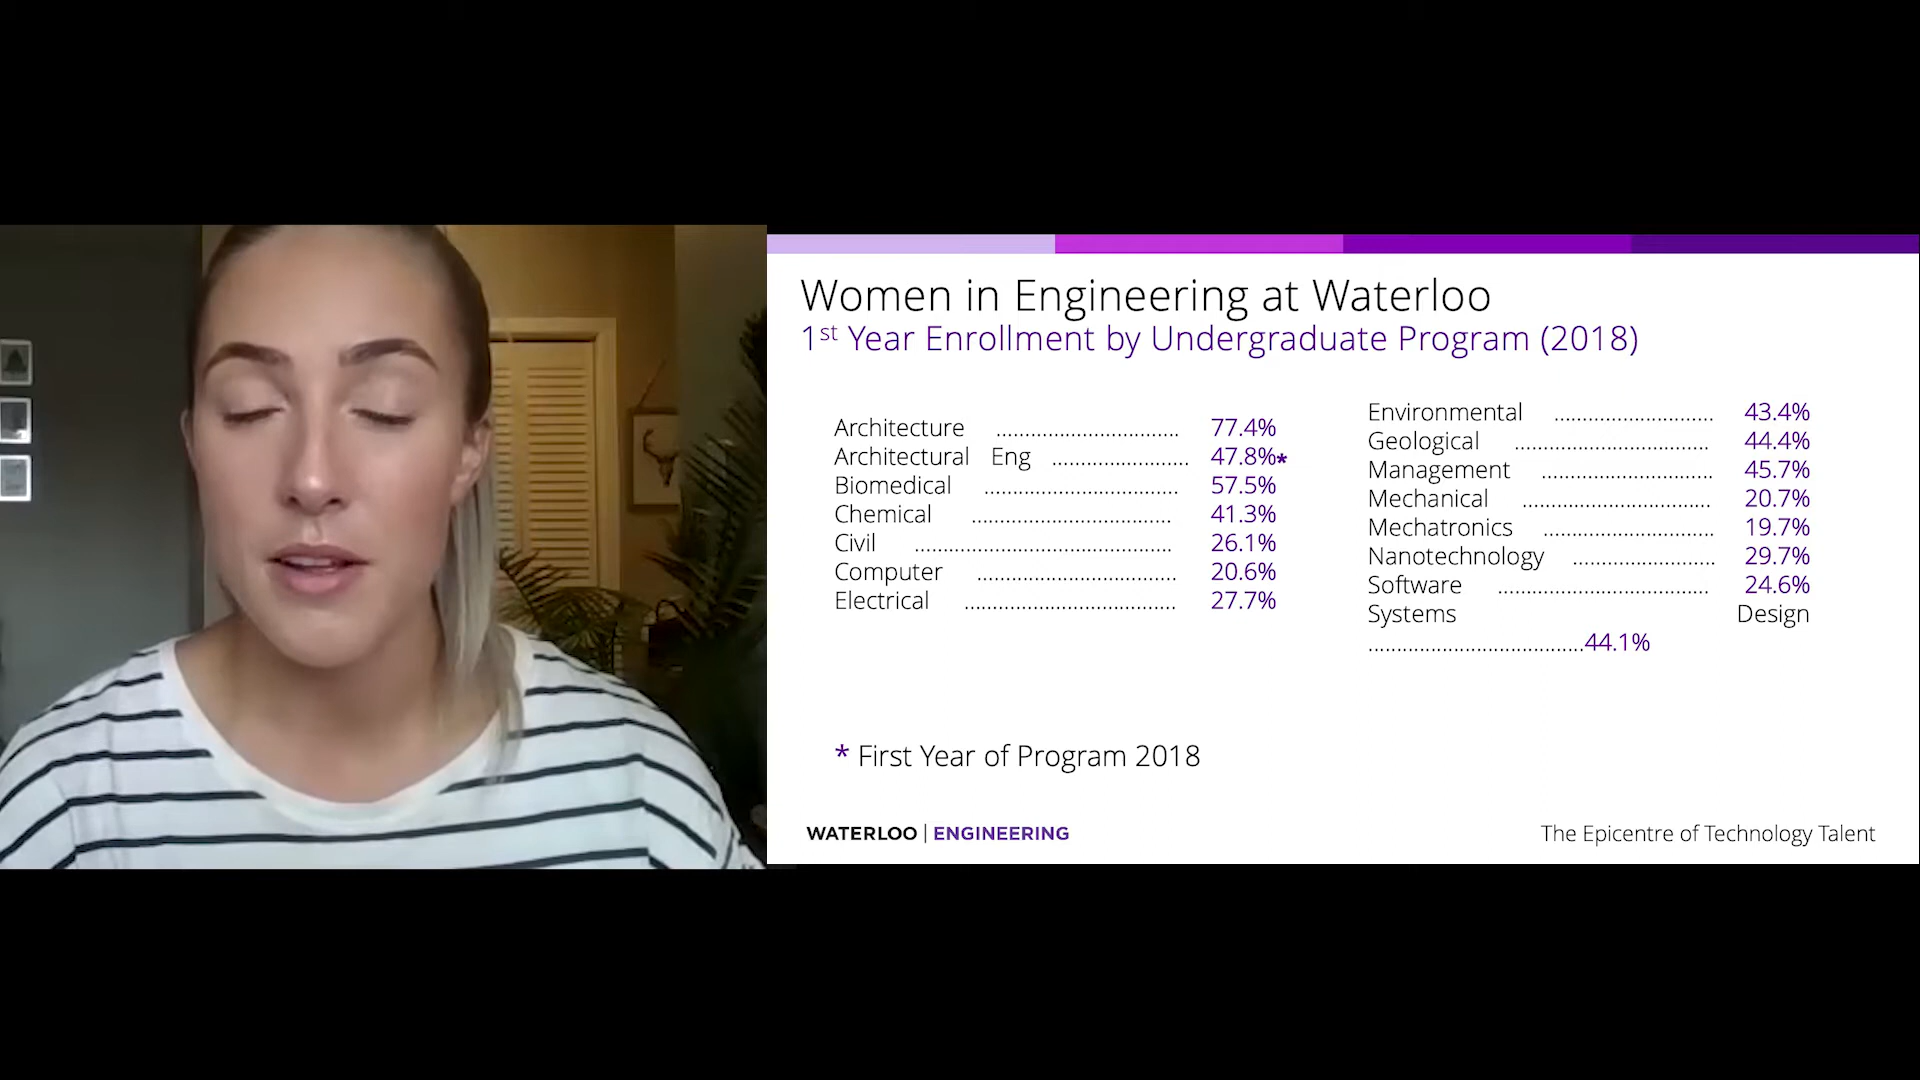 Women in Engineering at Waterloo
1st Year Enrollment by Undergraduate Program (2018)
Architecture .............................. 77.4%
Architectural Eng ....................... 47.8%*
Biomedical ................................ 57.5%
Chemical ................................. 41.3%
Civil ........................................... 26.1%
Computer ................................. 20.6%
Electrical ................................... 27.7%
Environmental .......................... 43.4%
Geological ................................ 44.4%
Management ............................ 45.7%
Mechanical ............................... 20.7%
Mechatronics ............................ 19.7%
Nanotechnology ........................ 29.7%
Software ................................... 24.6%
Systems Design
....................................44.1%
* First Year of Program 2018
WATERLOO | ENGINEERING
The Epicentre of Technology Talent